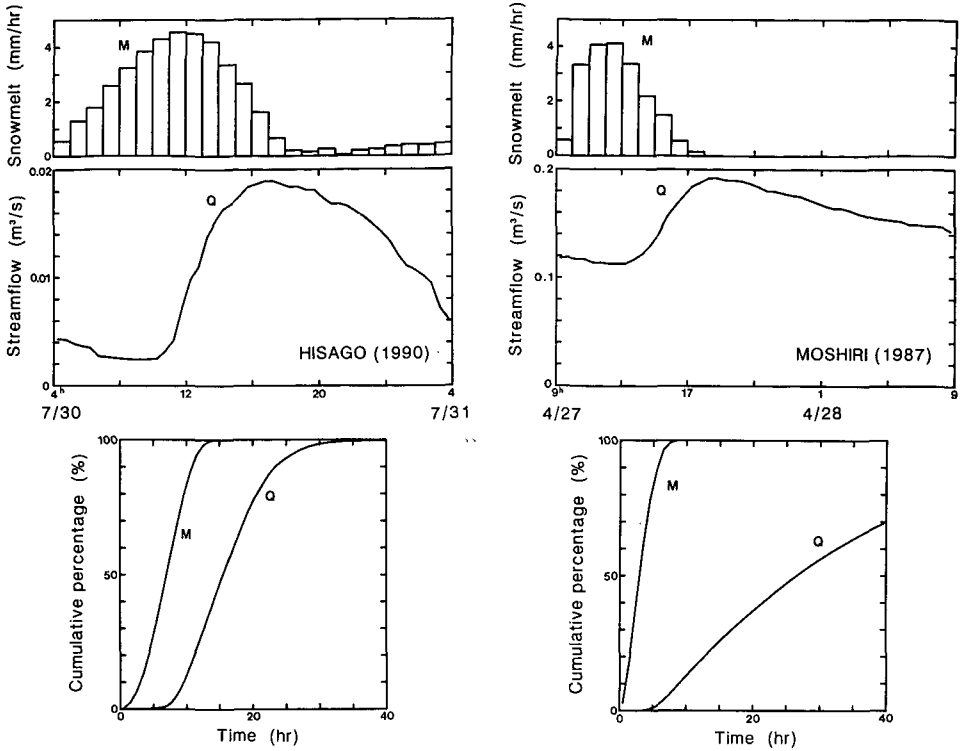 Snowmelt (mm/hr)
4
2
0
M
Streamflow (m³/s)
0.02
0.01
0
Q
HISAGO (1990)
4ʰ 12 20 4
7/30 7/31
Snowmelt (mm/hr)
4
2
0
M
Streamflow (m³/s)
0.2
0.1
0
Q
MOSHIRI (1987)
9ʰ 17 1 9
4/27 4/28
Cumulative percentage (%)
100
50
0
M
Q
0 20 40
Time (hr)
Cumulative percentage (%)
100
50
0
M
Q
0 20 40
Time (hr)